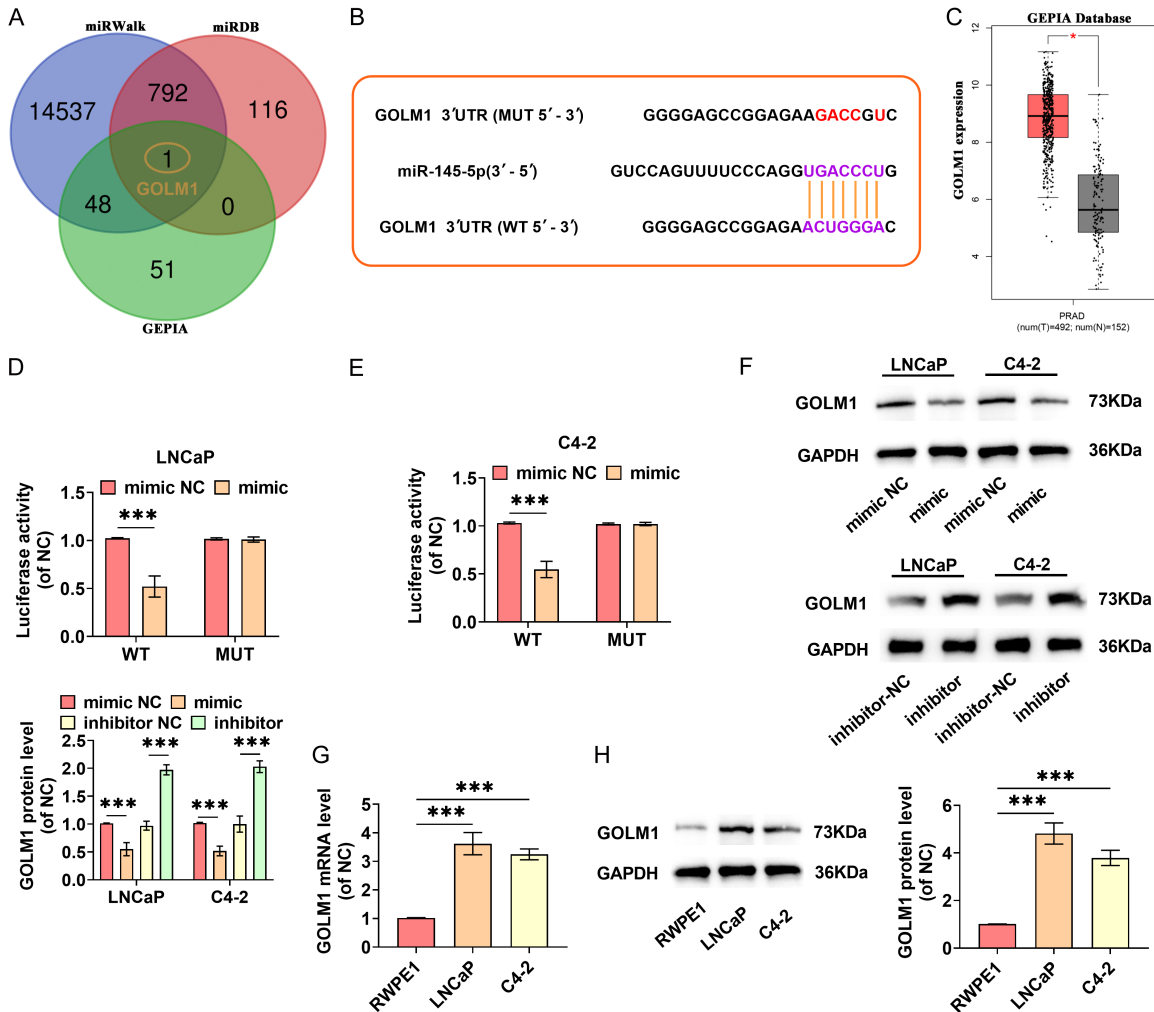 A
miRWalk
miRDB
14537
792
116
1
GOLM1
48
0
51
GEPIA
B
GOLM1 3′UTR (MUT 5′ - 3′) GGGGAGCCGGAGAAGACCGUC
miR-145-5p(3′ - 5′) GUCCAGUUUUCCCAGGUGACCCUG
GOLM1 3′UTR (WT 5′ - 3′) GGGGAGCCGGAGAACUGGGAC
C
GEPIA Database
GOLM1 expression
12
10
8
6
4
*
PRAD
(num(T)=492; num(N)=152)
D
LNCaP
mimic NC mimic
Luciferase activity
(of NC)
1.5
1.0
0.5
0.0
***
WT MUT
E
C4-2
mimic NC mimic
Luciferase activity
(of NC)
1.5
1.0
0.5
0.0
***
WT MUT
F
LNCaP C4-2
GOLM1 73KDa
GAPDH 36KDa
mimic NC mimic mimic NC mimic
LNCaP C4-2
GOLM1 73KDa
GAPDH 36KDa
inhibitor-NC inhibitor inhibitor-NC inhibitor
mimic NC mimic
inhibitor NC inhibitor
GOLM1 protein level
(of NC)
2.5
2.0
1.5
1.0
0.5
0.0
*** *** *** ***
LNCaP C4-2
G
GOLM1 mRNA level
(of NC)
5
4
3
2
1
0
***
***
RWPE1 LNCaP C4-2
H
GOLM1 73KDa
GAPDH 36KDa
RWPE1 LNCaP C4-2
GOLM1 protein level
(of NC)
6
4
2
0
***
***
RWPE1 LNCaP C4-2